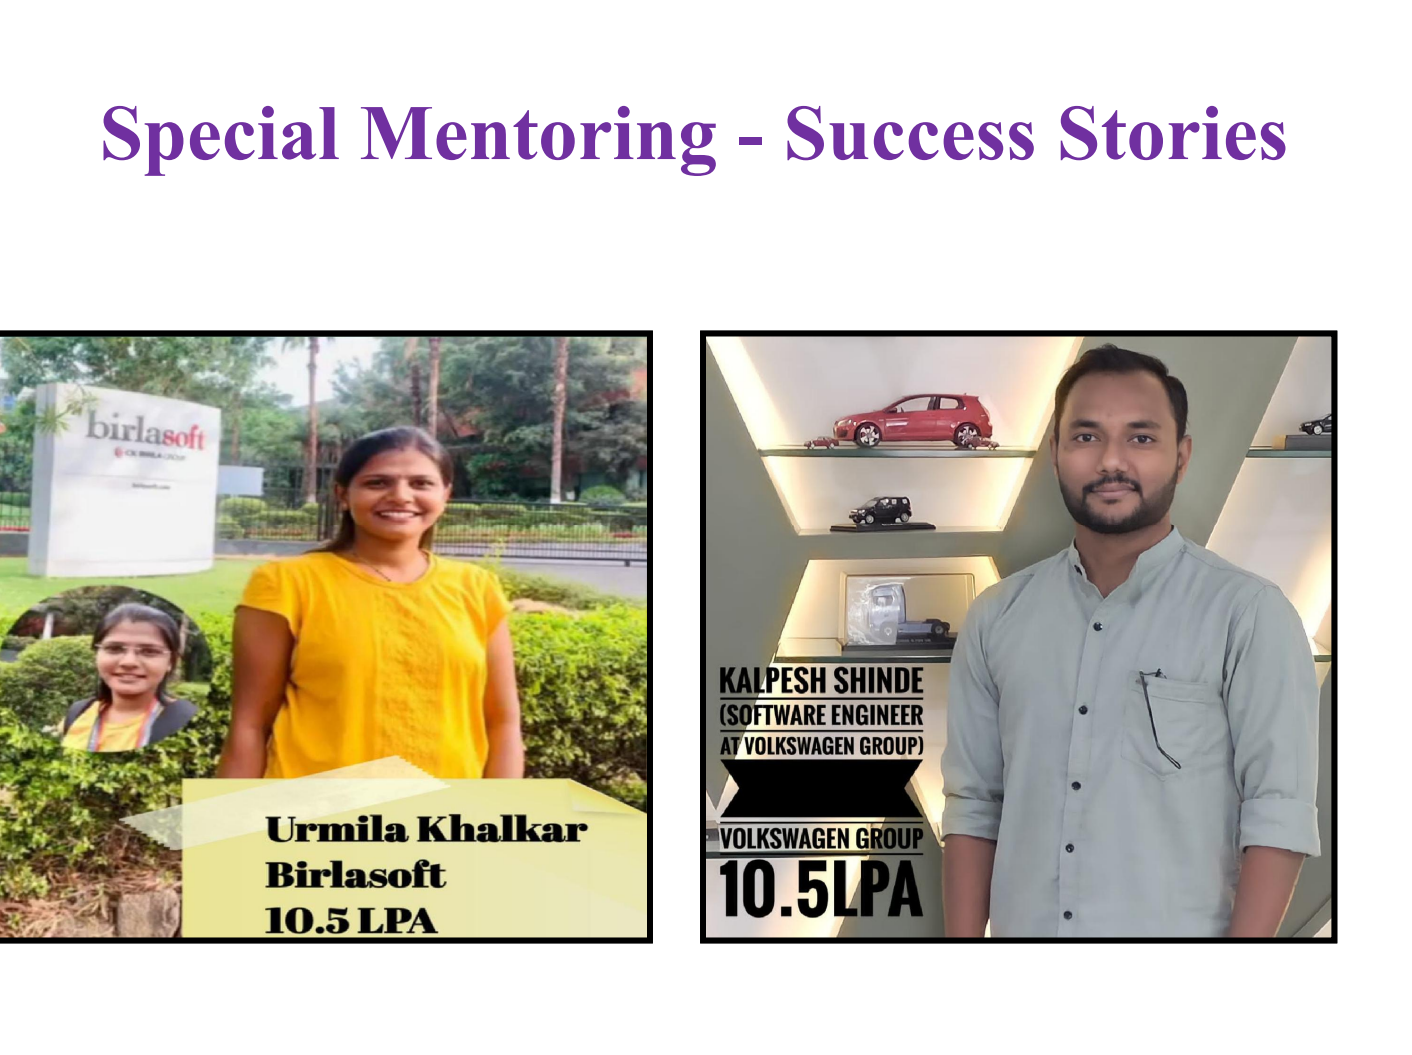 Special Mentoring - Success Stories
birlasoft
Urmila Khalkar
Birlasoft
10.5 LPA
KALPESH SHINDE
(SOFTWARE ENGINEER
AT VOLKSWAGEN GROUP)
VOLKSWAGEN GROUP
10.5LPA